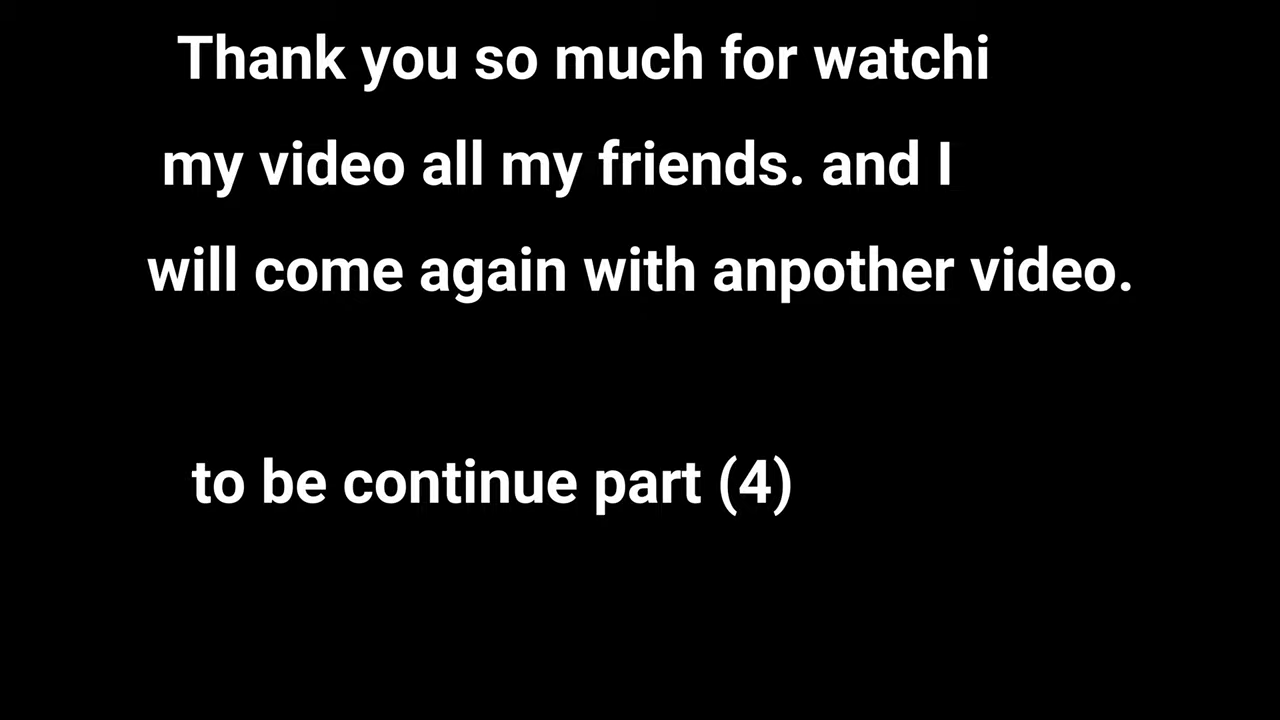 Thank you so much for watchi
my video all my friends. and I
will come again with anpother video.
to be continue part (4)